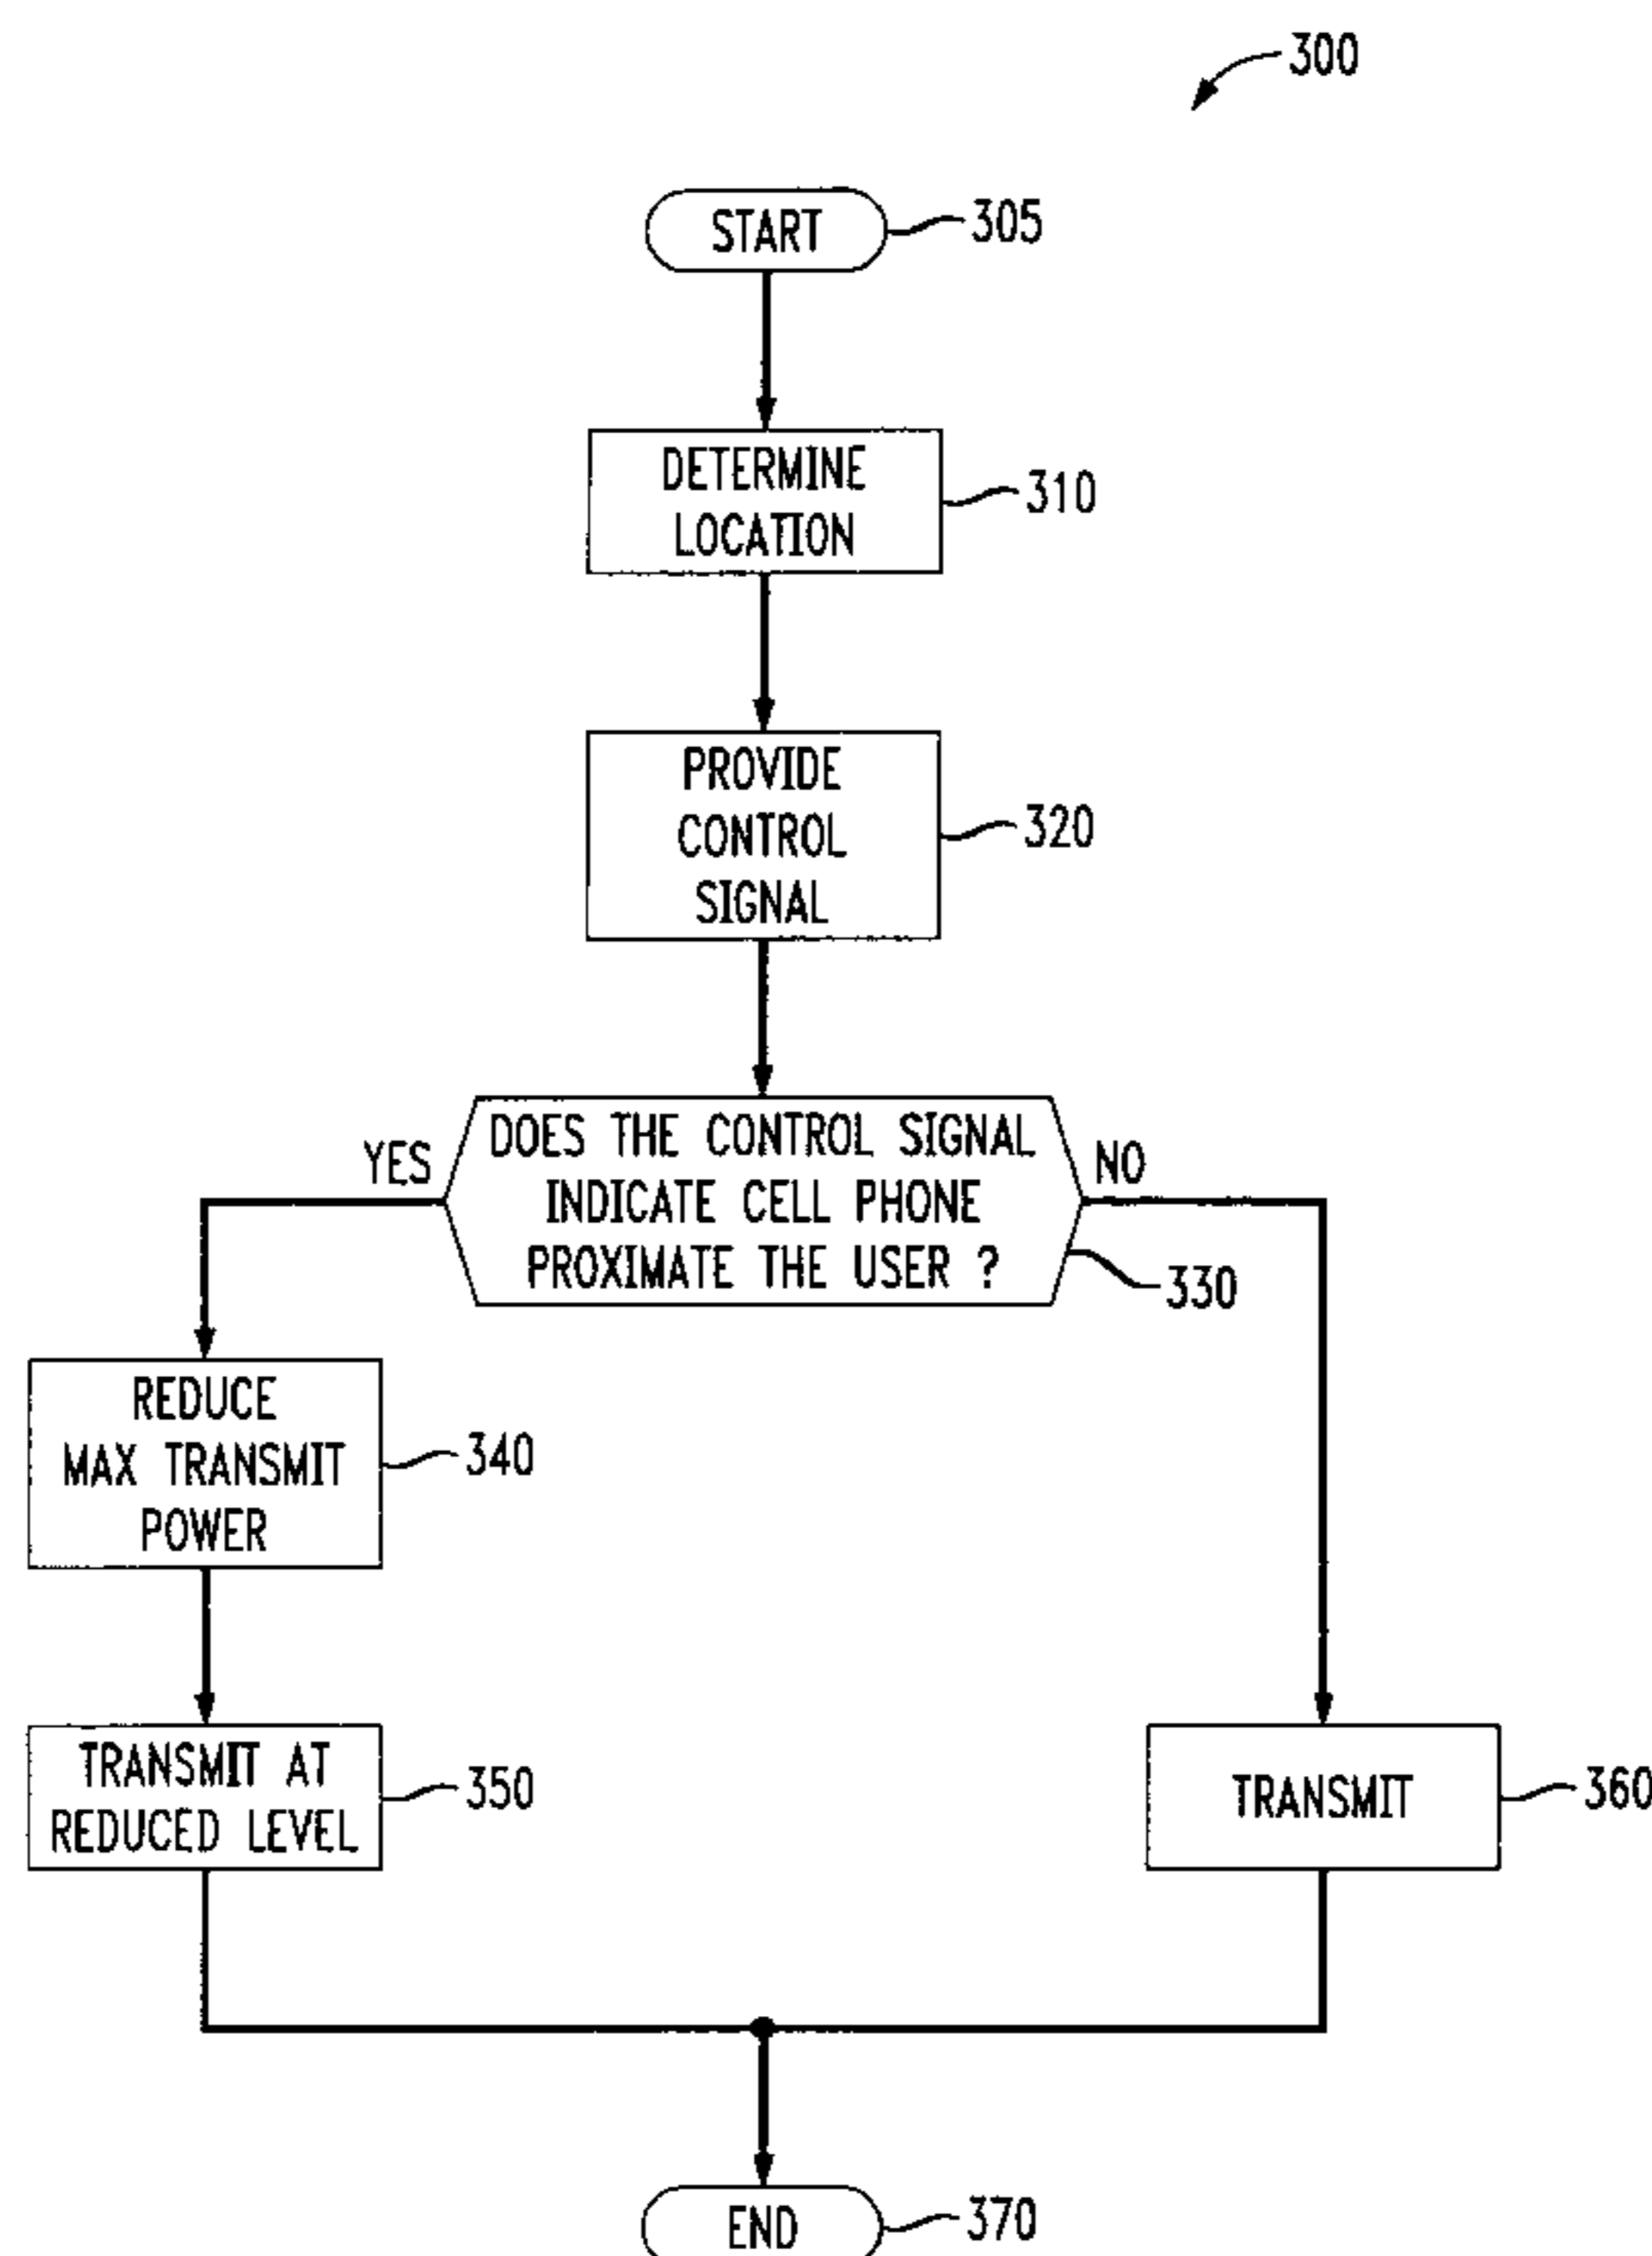 300
START
305
DETERMINE
LOCATION
310
PROVIDE
CONTROL
SIGNAL
320
DOES THE CONTROL SIGNAL
INDICATE CELL PHONE
PROXIMATE THE USER ?
330
YES
NO
REDUCE
MAX TRANSMIT
POWER
340
TRANSMIT AT
REDUCED LEVEL
350
TRANSMIT
360
END
370